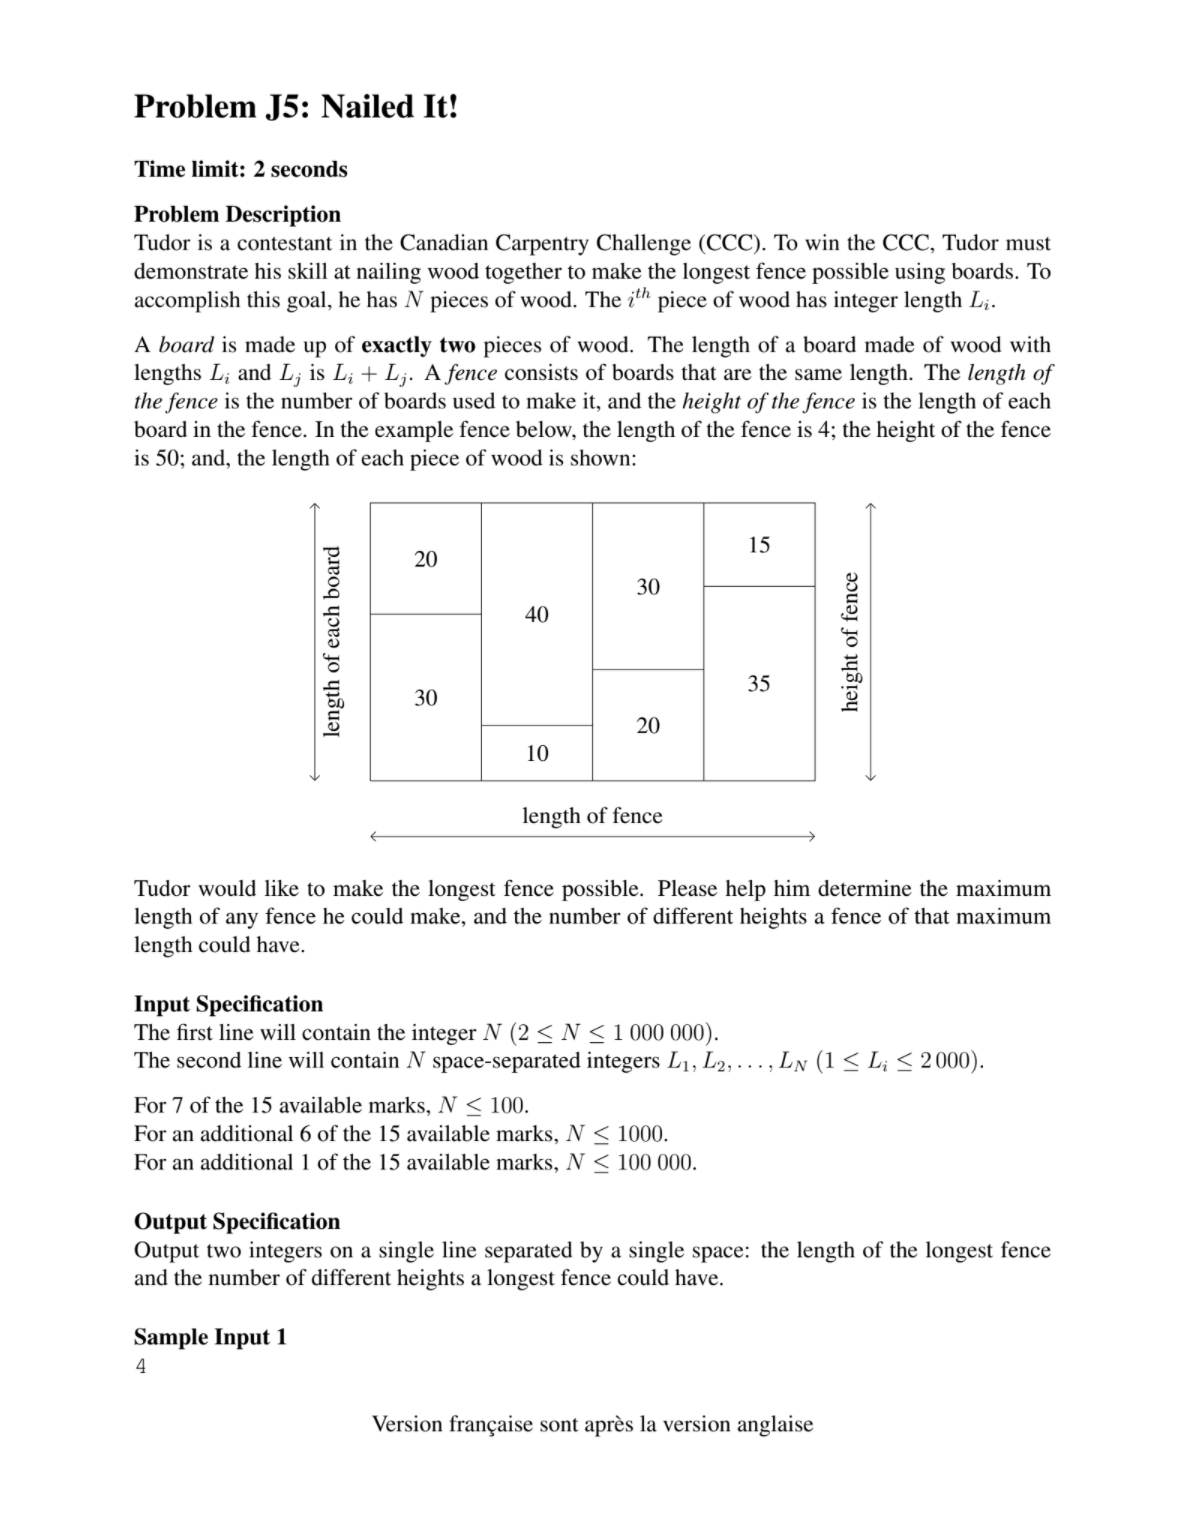 Problem J5: Nailed It!
Time limit: 2 seconds
Problem Description
Tudor is a contestant in the Canadian Carpentry Challenge (CCC). To win the CCC, Tudor must
demonstrate his skill at nailing wood together to make the longest fence possible using boards. To
accomplish this goal, he has N pieces of wood. The i^th piece of wood has integer length L_i.
A board is made up of exactly two pieces of wood. The length of a board made of wood with
lengths L_i and L_j is L_i + L_j. A fence consists of boards that are the same length. The length of
the fence is the number of boards used to make it, and the height of the fence is the length of each
board in the fence. In the example fence below, the length of the fence is 4; the height of the fence
is 50; and, the length of each piece of wood is shown:
length of each board
20
30
40
10
30
20
15
35
height of fence
length of fence
Tudor would like to make the longest fence possible. Please help him determine the maximum
length of any fence he could make, and the number of different heights a fence of that maximum
length could have.
Input Specification
The first line will contain the integer N (2 ≤ N ≤ 1 000 000).
The second line will contain N space-separated integers L_1, L_2, . . . , L_N (1 ≤ L_i ≤ 2 000).
For 7 of the 15 available marks, N ≤ 100.
For an additional 6 of the 15 available marks, N ≤ 1000.
For an additional 1 of the 15 available marks, N ≤ 100 000.
Output Specification
Output two integers on a single line separated by a single space: the length of the longest fence
and the number of different heights a longest fence could have.
Sample Input 1
4
Version française sont après la version anglaise